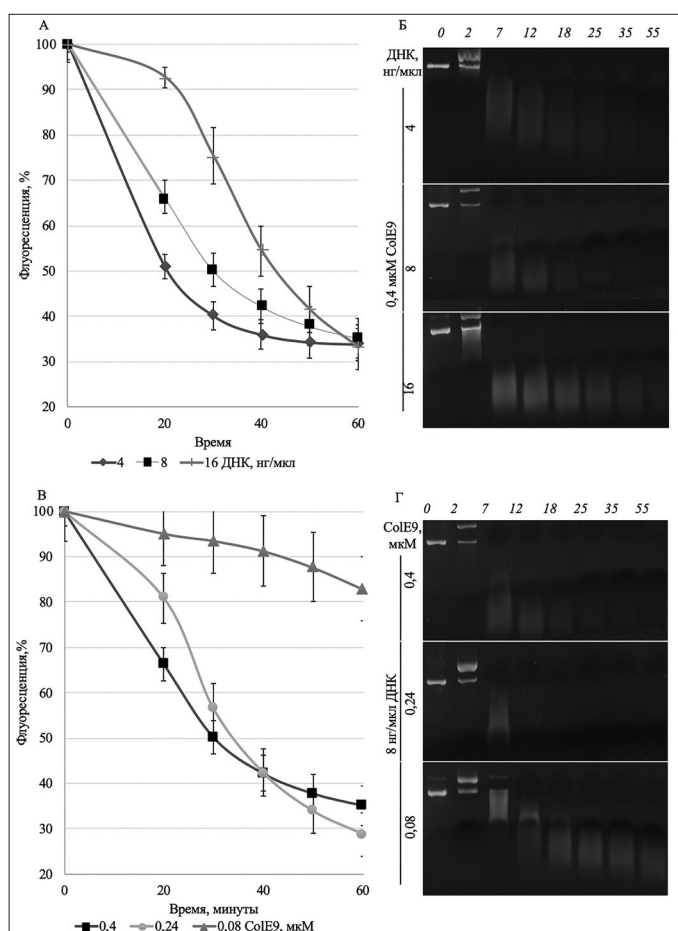 А
100
90
80
70
60
50
40
30
20
Флуоресценция, %
0
20
40
60
Время
4
8
16 ДНК, нг/мкл
Б
0 2 7 12 18 25 35 55
ДНК,
нг/мкл
4
8
16
0,4 мкМ ColE9
В
100
90
80
70
60
50
40
30
20
Флуоресценция,%
0
20
40
60
Время, минуты
0,4
0,24
0,08 ColE9, мкМ
Г
0 2 7 12 18 25 35 55
ColE9,
мкМ
0,4
0,24
0,08
8 нг/мкл ДНК